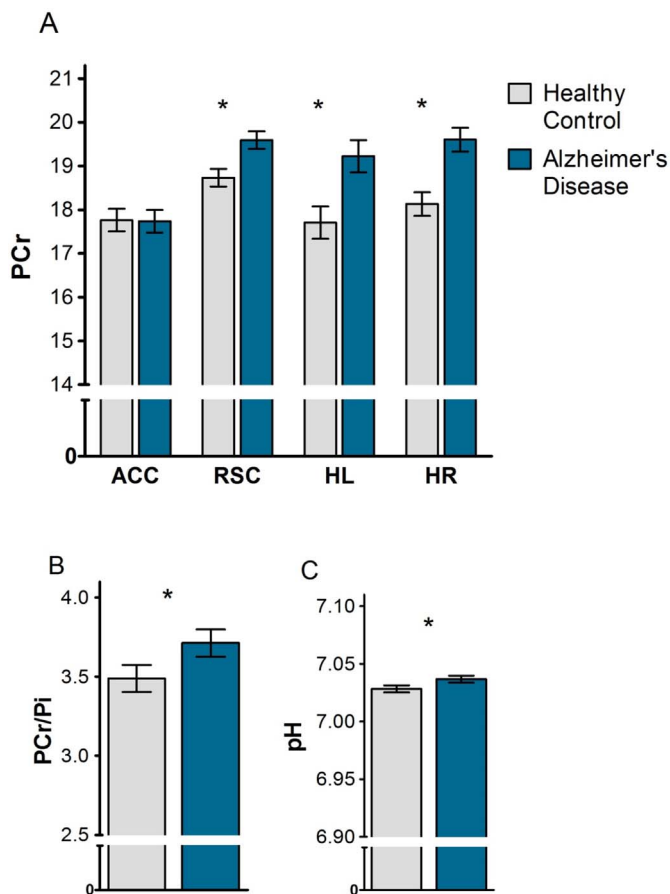 A
21
20
19
18
17
16
15
14
0
PCr
* * *
Healthy
Control
Alzheimer's
Disease
ACC RSC HL HR
B
4.0
3.5
3.0
2.5
0
PCr/Pi
*
C
7.10
7.05
7.00
6.95
6.90
0
pH
*